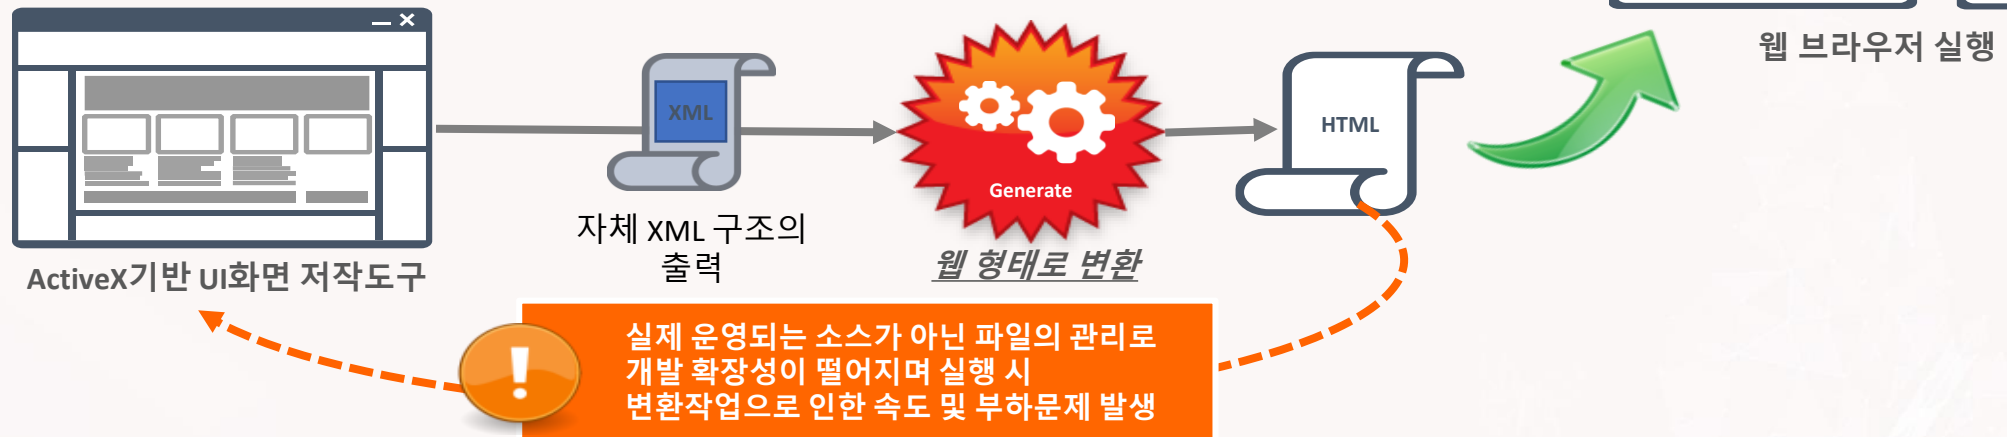 웹 브라우저 실행
XML
Generate
HTML
자체 XML 구조의
출력
웹 형태로 변환
ActiveX기반 UI화면 저작도구
실제 운영되는 소스가 아닌 파일의 관리로
개발 확장성이 떨어지며 실행 시
변환작업으로 인한 속도 및 부하문제 발생